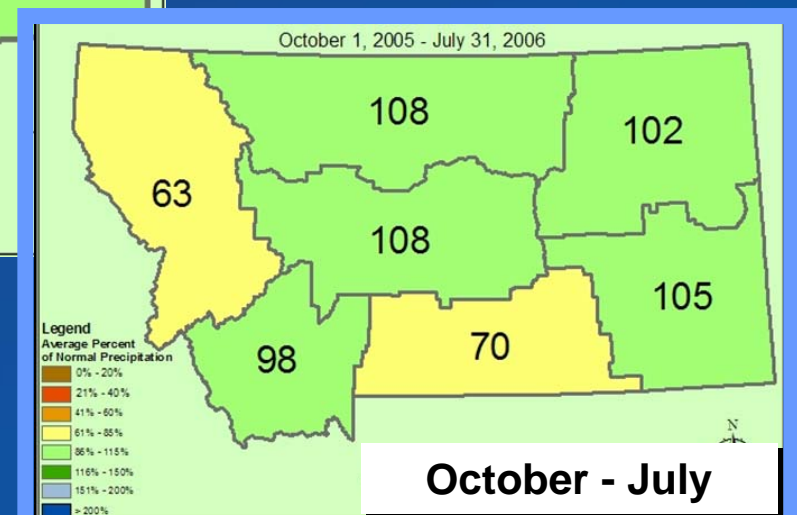 October 1, 2005 - July 31, 2006
108
102
63
108
105
98
70
Legend
Average Percent
of Normal Precipitation
0% - 20%
21% - 40%
41% - 60%
61% - 85%
86% - 115%
116% - 150%
151% - 200%
> 200%
N
October - July